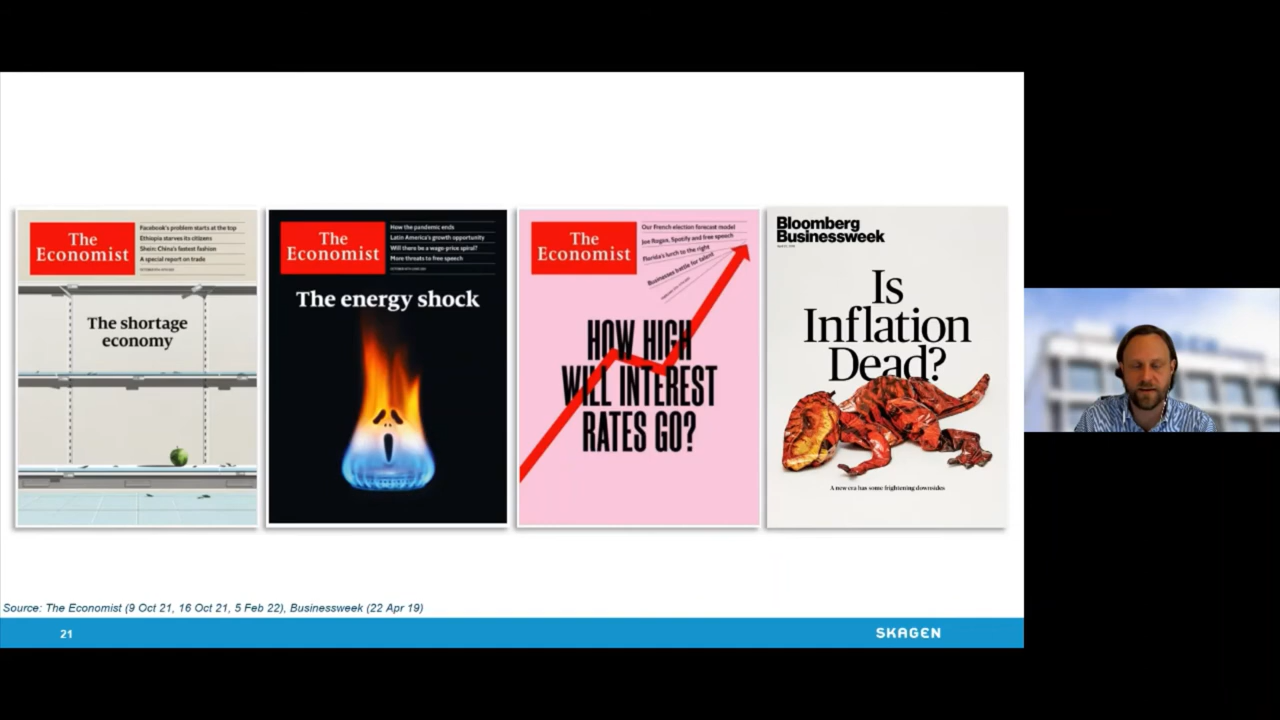 The
Economist
Facebook's problem starts at the top
Ethiopia starves its citizens
Shein: China's fastest fashion
A special report on trade
The shortage
economy
The
Economist
How the pandemic ends
Latin America's growth opportunity
Will there be a wage-price spiral?
More threats to free speech
The energy shock
The
Economist
Our French election forecast model
Joe Rogan, Spotify and free speech
Florida's lurch to the right
Businesses battle for talent
HOW HIGH
WILL INTEREST
RATES GO?
Bloomberg
Businessweek
Is
Inflation
Dead?
A new era has some frightening downsides
Source: The Economist (9 Oct 21, 16 Oct 21, 5 Feb 22), Businessweek (22 Apr 19)
21
SKAGEN